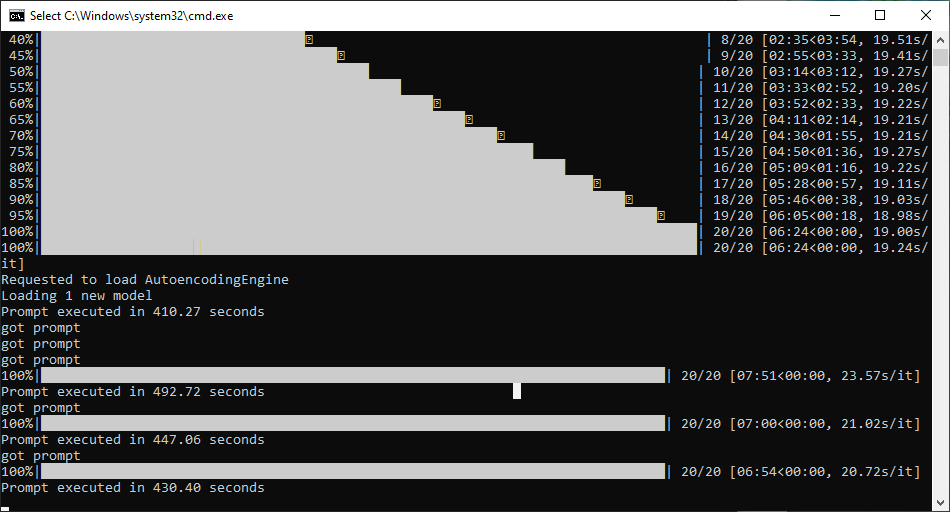 Select C:\Windows\system32\cmd.exe
40%| | 8/20 [02:35<03:54, 19.51s/
45%| | 9/20 [02:55<03:33, 19.41s/
50%| | 10/20 [03:14<03:12, 19.27s/
55%| | 11/20 [03:33<02:52, 19.20s/
60%| | 12/20 [03:52<02:33, 19.22s/
65%| | 13/20 [04:11<02:14, 19.21s/
70%| | 14/20 [04:30<01:55, 19.21s/
75%| | 15/20 [04:50<01:36, 19.27s/
80%| | 16/20 [05:09<01:16, 19.22s/
85%| | 17/20 [05:28<00:57, 19.11s/
90%| | 18/20 [05:46<00:38, 19.03s/
95%| | 19/20 [06:05<00:18, 18.98s/
100%| | 20/20 [06:24<00:00, 19.00s/
100%| | 20/20 [06:24<00:00, 19.24s/
it]
Requested to load AutoencodingEngine
Loading 1 new model
Prompt executed in 410.27 seconds
got prompt
got prompt
got prompt
100%| | 20/20 [07:51<00:00, 23.57s/it]
Prompt executed in 492.72 seconds
got prompt
100%| | 20/20 [07:00<00:00, 21.02s/it]
Prompt executed in 447.06 seconds
got prompt
100%| | 20/20 [06:54<00:00, 20.72s/it]
Prompt executed in 430.40 seconds